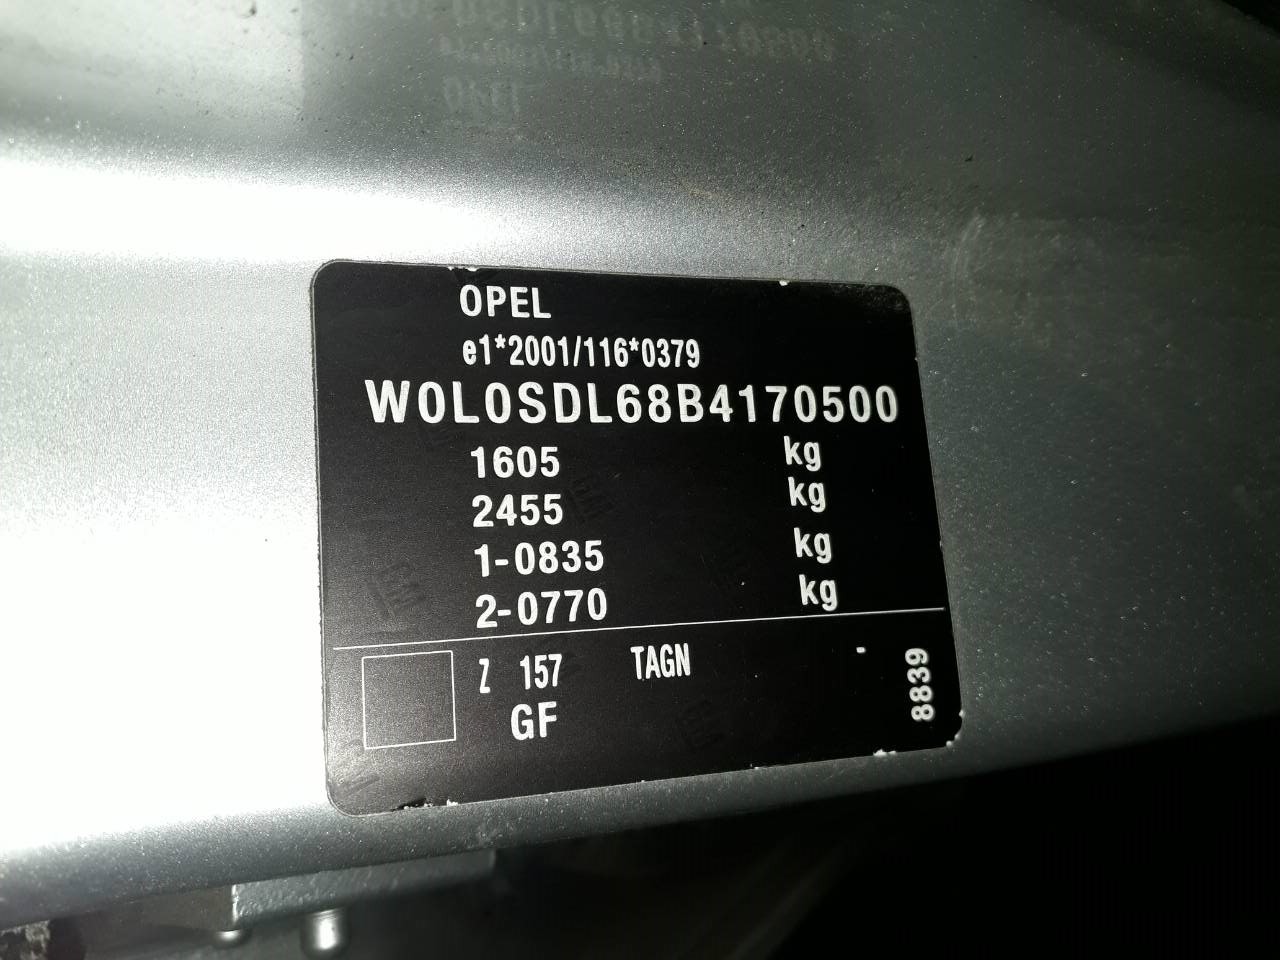 OPEL
e1*2001/116*0379
W0L0SDL68B4170500
1605 kg
2455 kg
1-0835 kg
2-0770 kg
Z 157 TAGN
GF
8839